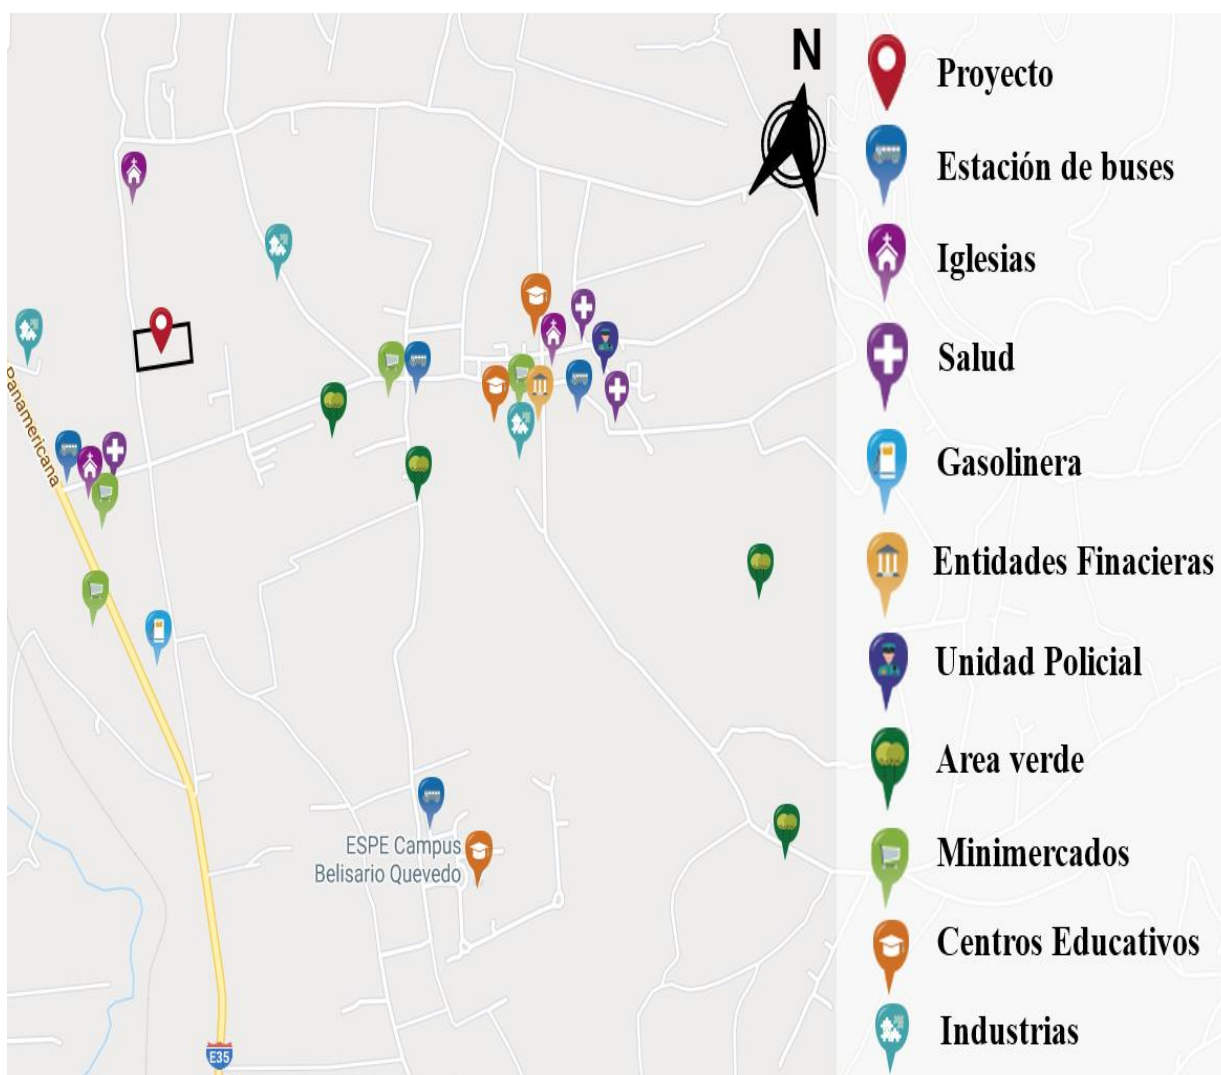 N
Panamericana
ESPE Campus
Belisario Quevedo
E35
Proyecto
Estación de buses
Iglesias
Salud
Gasolinera
Entidades Finacieras
Unidad Policial
Area verde
Minimercados
Centros Educativos
Industrias